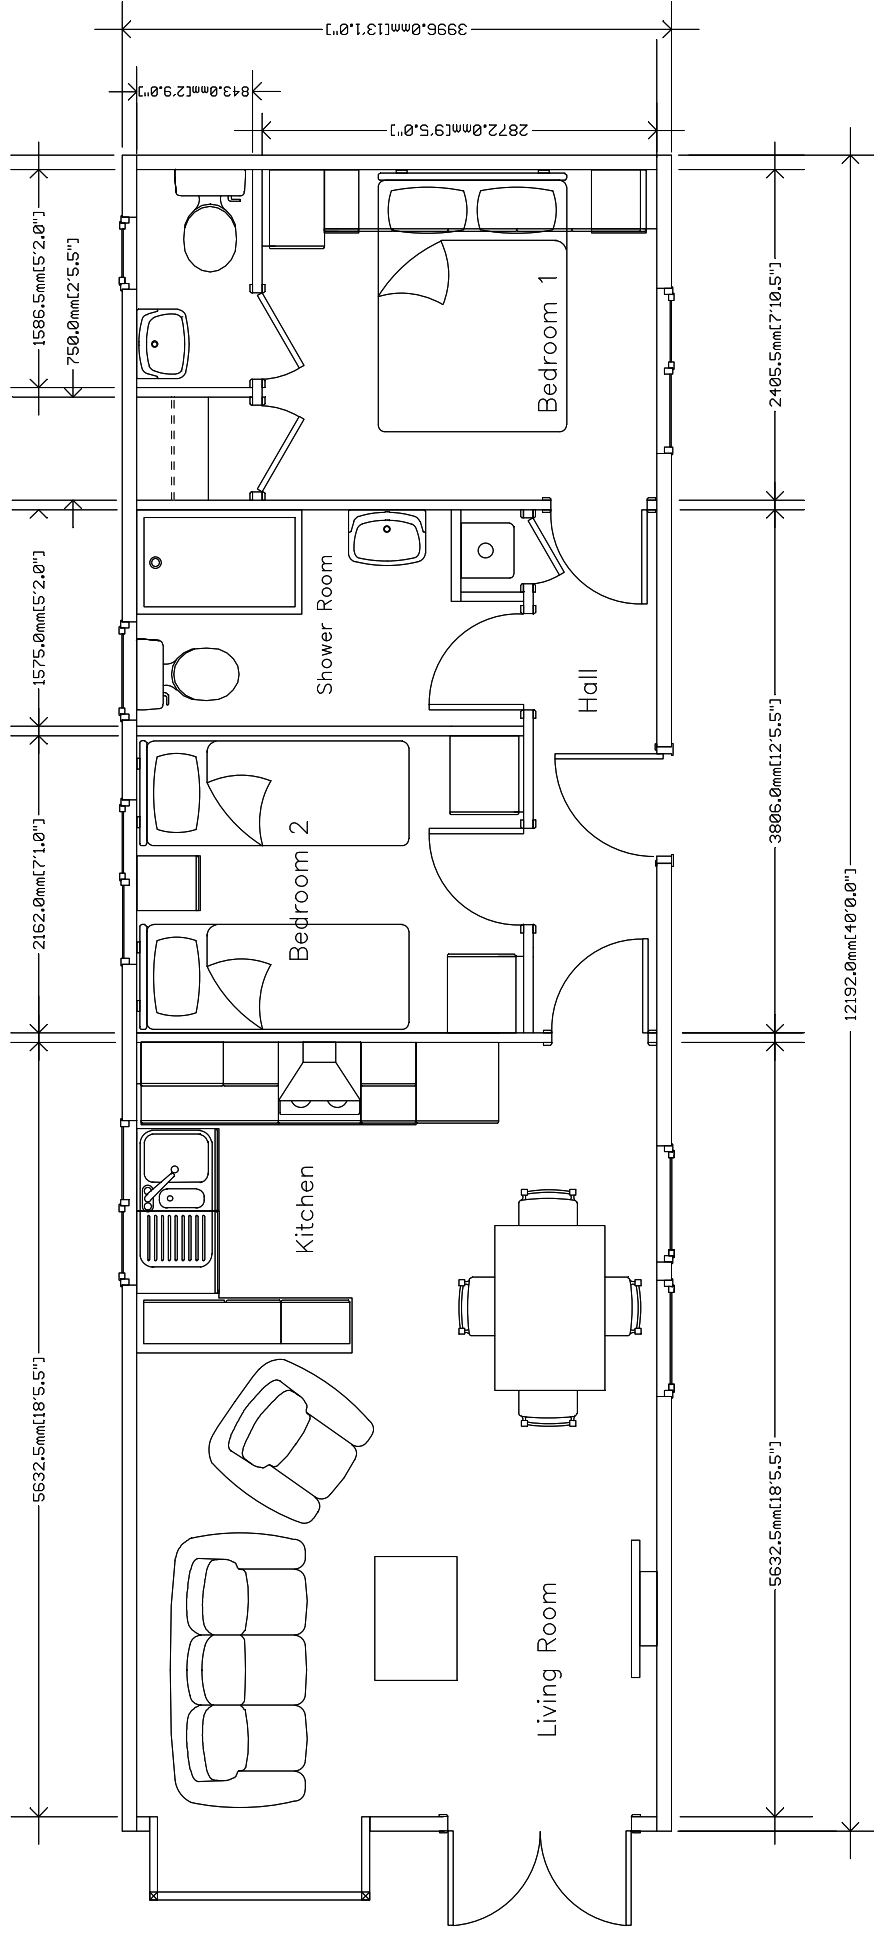 3996.0mm[13'1.0"]
843.0mm[2'9.0"]
2872.0mm[9'5.0"]
1586.5mm[5'2.0"]
750.0mm[2'5.5"]
2405.5mm[7'10.5"]
Bedroom 1
1575.0mm[5'2.0"]
Shower Room
Hall
3806.0mm[12'5.5"]
2162.0mm[7'1.0"]
Bedroom 2
12192.0mm[40'0.0"]
Kitchen
5632.5mm[18'5.5"]
5632.5mm[18'5.5"]
Living Room